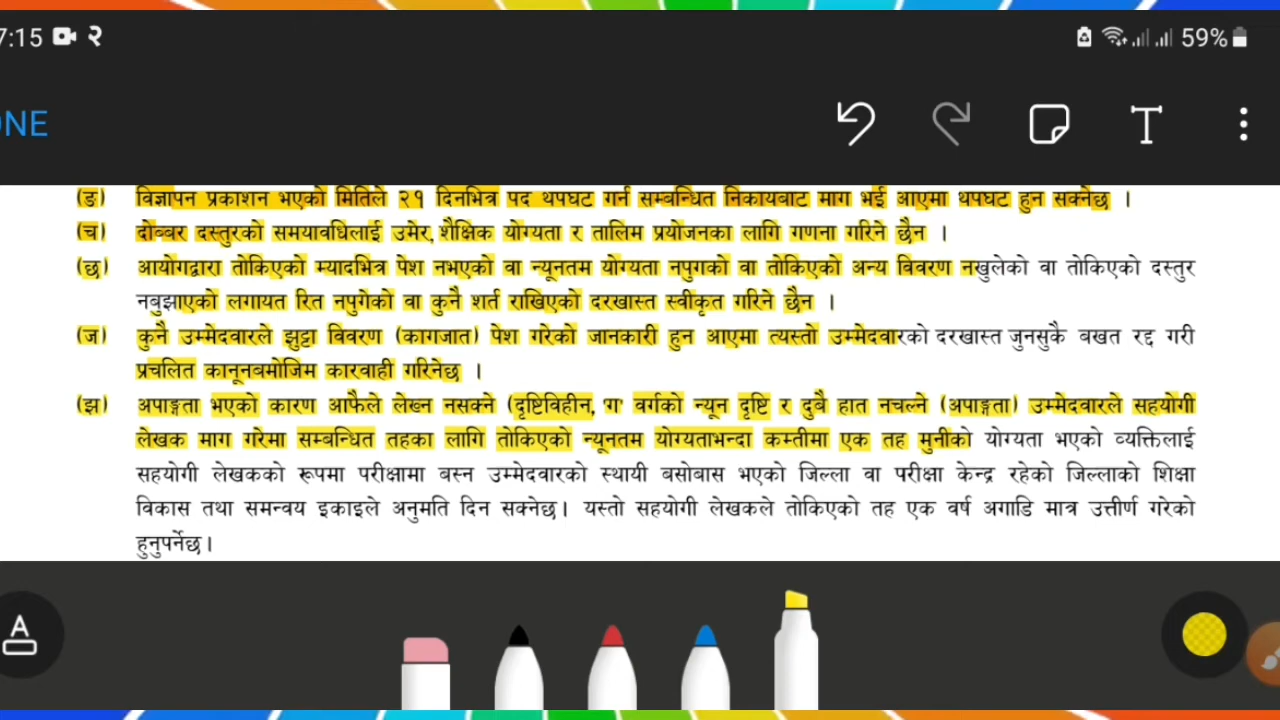 7:15 २ 59%
ONE T
(ङ) विज्ञापन प्रकाशन भएको मितिले २१ दिनभित्र पद थपघट गर्न सम्बन्धित निकायबाट माग भई आएमा थपघट हुन सक्नेछ ।
(च) दोब्बर दस्तुरको समयावधिलाई उमेर, शैक्षिक योग्यता र तालिम प्रयोजनका लागि गणना गरिने छैन ।
(छ) आयोगद्वारा तोकिएको म्यादभित्र पेश नभएको वा न्यूनतम योग्यता नपुगको वा तोकिएको अन्य विवरण नखुलेको वा तोकिएको दस्तुर
नबुझाएको लगायत रित नपुगेको वा कुनै शर्त राखिएको दरखास्त स्वीकृत गरिने छैन ।
(ज) कुनै उम्मेदवारले झुट्टा विवरण (कागजात) पेश गरेको जानकारी हुन आएमा त्यस्तो उम्मेदवारको दरखास्त जुनसुकै बखत रद्द गरी
प्रचलित कानूनबमोजिम कारवाही गरिनेछ ।
(झ) अपाङ्गता भएको कारण आफैले लेख्न नसक्ने (दृष्टिविहीन, 'ग' वर्गको न्यून दृष्टि र दुबै हात नचल्ने (अपाङ्गता) उम्मेदवारले सहयोगी
लेखक माग गरेमा सम्बन्धित तहका लागि तोकिएको न्यूनतम योग्यताभन्दा कम्तीमा एक तह मुनीको योग्यता भएको व्यक्तिलाई
सहयोगी लेखकको रूपमा परीक्षामा बस्न उम्मेदवारको स्थायी बसोबास भएको जिल्ला वा परीक्षा केन्द्र रहेको जिल्लाको शिक्षा
विकास तथा समन्वय इकाइले अनुमति दिन सक्नेछ। यस्तो सहयोगी लेखकले तोकिएको तह एक वर्ष अगाडि मात्र उत्तीर्ण गरेको
हुनुपर्नेछ।
A